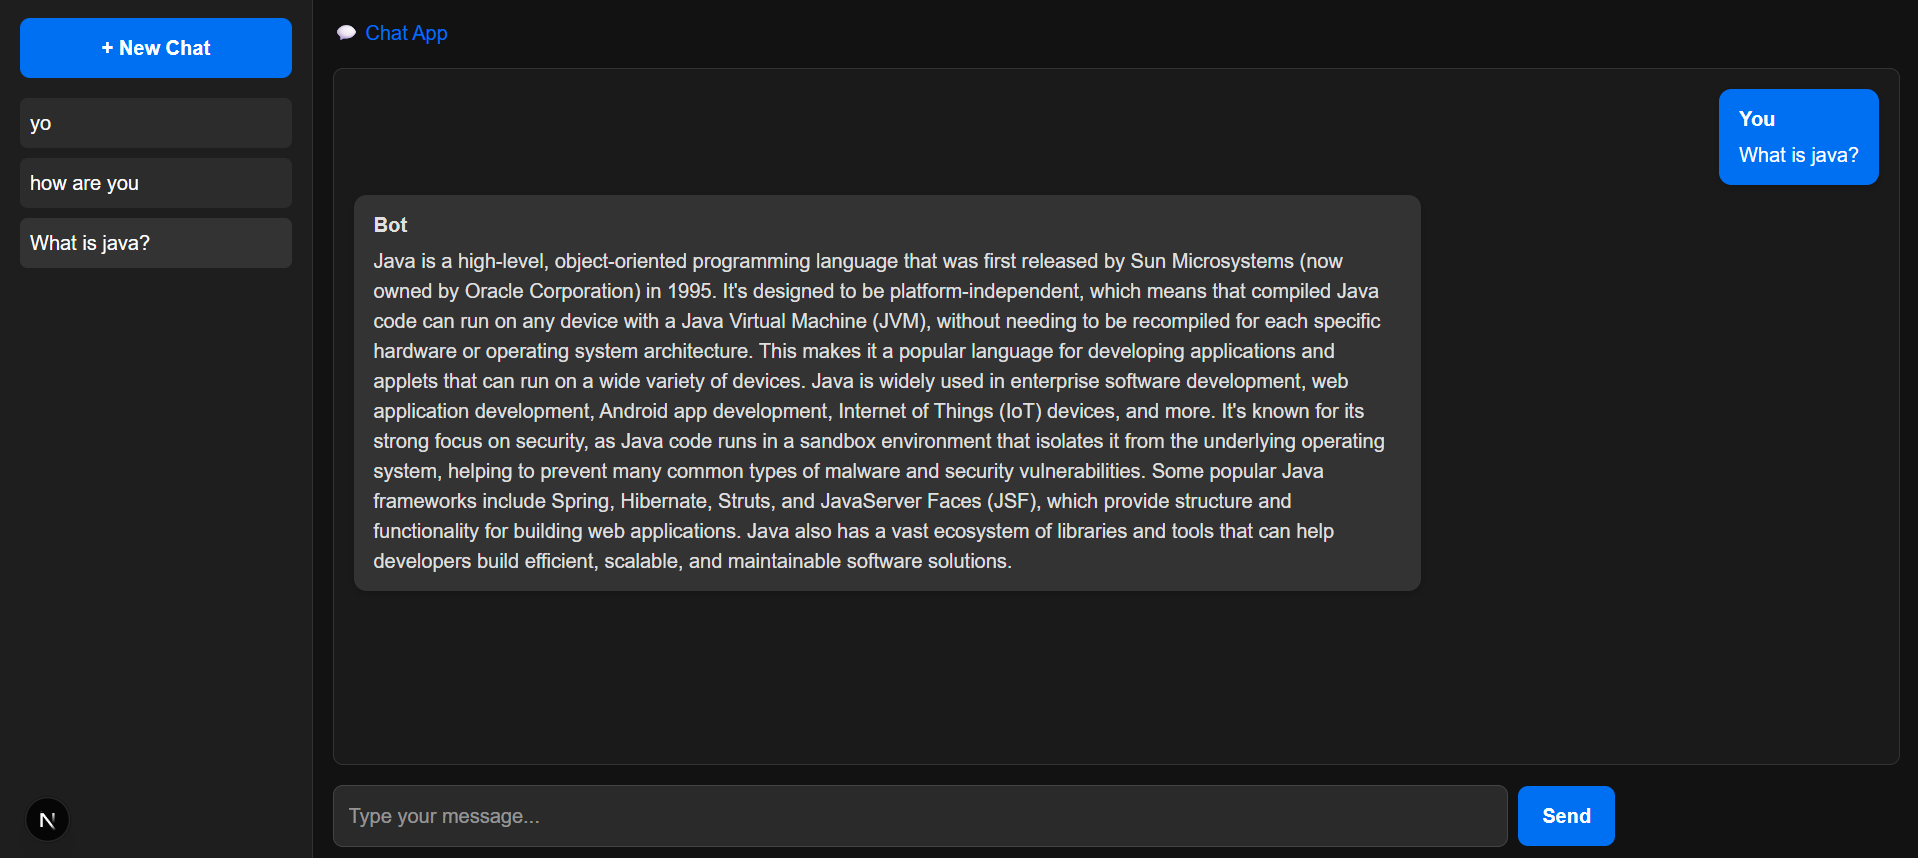 + New Chat
yo
how are you
What is java?
Chat App
You
What is java?
Bot
Java is a high-level, object-oriented programming language that was first released by Sun Microsystems (now
owned by Oracle Corporation) in 1995. It's designed to be platform-independent, which means that compiled Java
code can run on any device with a Java Virtual Machine (JVM), without needing to be recompiled for each specific
hardware or operating system architecture. This makes it a popular language for developing applications and
applets that can run on a wide variety of devices. Java is widely used in enterprise software development, web
application development, Android app development, Internet of Things (IoT) devices, and more. It's known for its
strong focus on security, as Java code runs in a sandbox environment that isolates it from the underlying operating
system, helping to prevent many common types of malware and security vulnerabilities. Some popular Java
frameworks include Spring, Hibernate, Struts, and JavaServer Faces (JSF), which provide structure and
functionality for building web applications. Java also has a vast ecosystem of libraries and tools that can help
developers build efficient, scalable, and maintainable software solutions.
Type your message...
Send
N